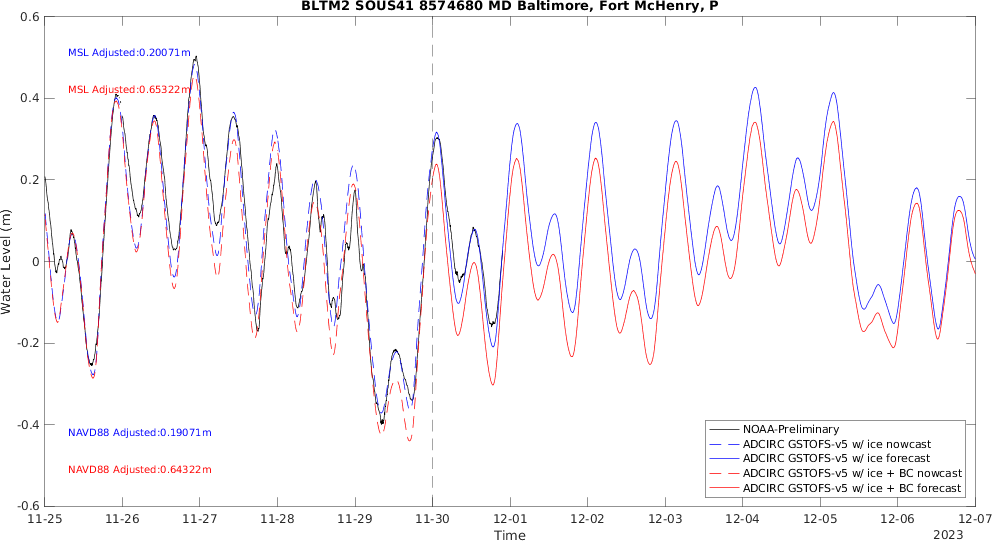 BLTM2 SOUS41 8574680 MD Baltimore, Fort McHenry, P
MSL Adjusted:0.20071m
MSL Adjusted:0.65322m
NAVD88 Adjusted:0.19071m
NAVD88 Adjusted:0.64322m
Water Level (m)
0.6
0.4
0.2
0
-0.2
-0.4
-0.6
NOAA-Preliminary
ADCIRC GSTOFS-v5 w/ ice nowcast
ADCIRC GSTOFS-v5 w/ ice forecast
ADCIRC GSTOFS-v5 w/ ice + BC nowcast
ADCIRC GSTOFS-v5 w/ ice + BC forecast
11-25 11-26 11-27 11-28 11-29 11-30 12-01 12-02 12-03 12-04 12-05 12-06 12-07
Time
2023